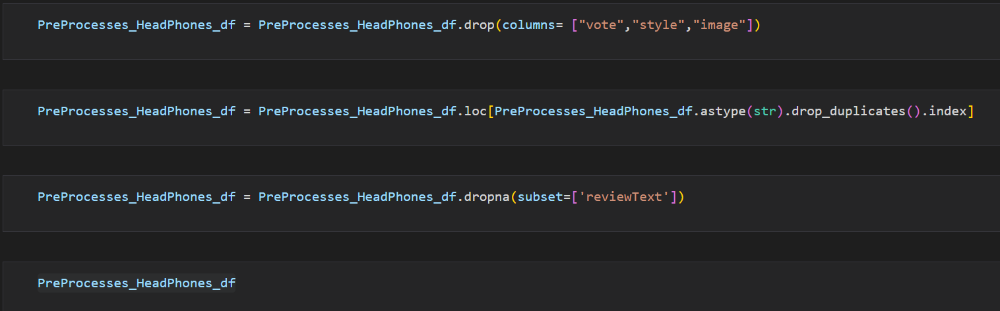 PreProcesses_HeadPhones_df = PreProcesses_HeadPhones_df.drop(columns= ["vote","style","image"])
PreProcesses_HeadPhones_df = PreProcesses_HeadPhones_df.loc[PreProcesses_HeadPhones_df.astype(str).drop_duplicates().index]
PreProcesses_HeadPhones_df = PreProcesses_HeadPhones_df.dropna(subset=['reviewText'])
PreProcesses_HeadPhones_df